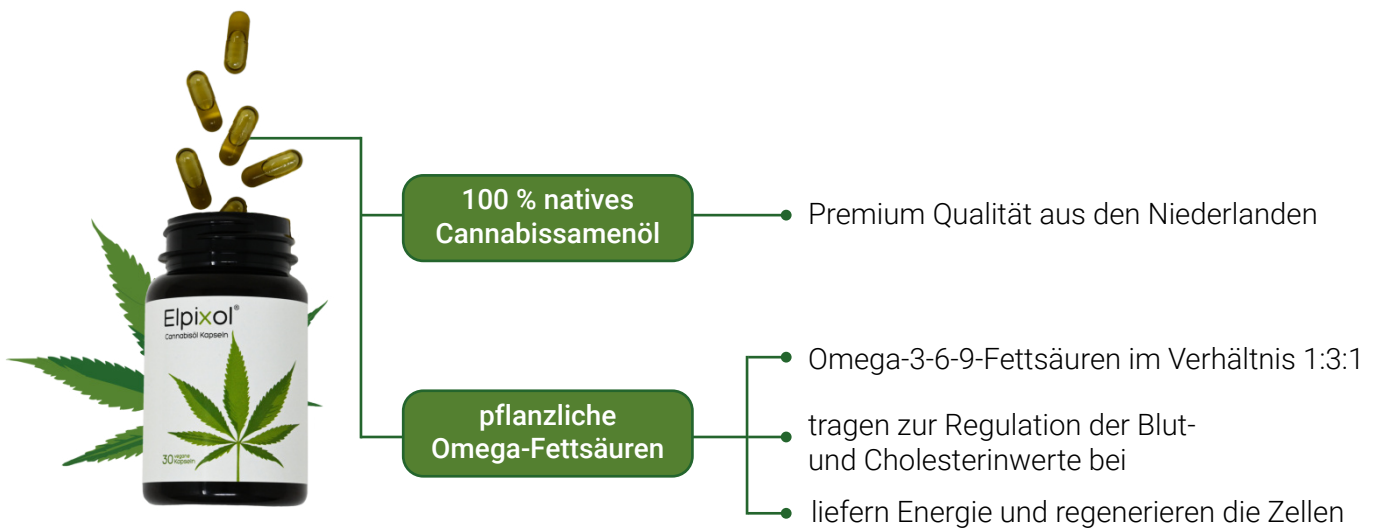 100 % natives
Cannabissamenöl
Premium Qualität aus den Niederlanden
Elpixol®
Cannabisöl Kapseln
30 vegane
Kapseln
pflanzliche
Omega-Fettsäuren
Omega-3-6-9-Fettsäuren im Verhältnis 1:3:1
tragen zur Regulation der Blut-
und Cholesterinwerte bei
liefern Energie und regenerieren die Zellen